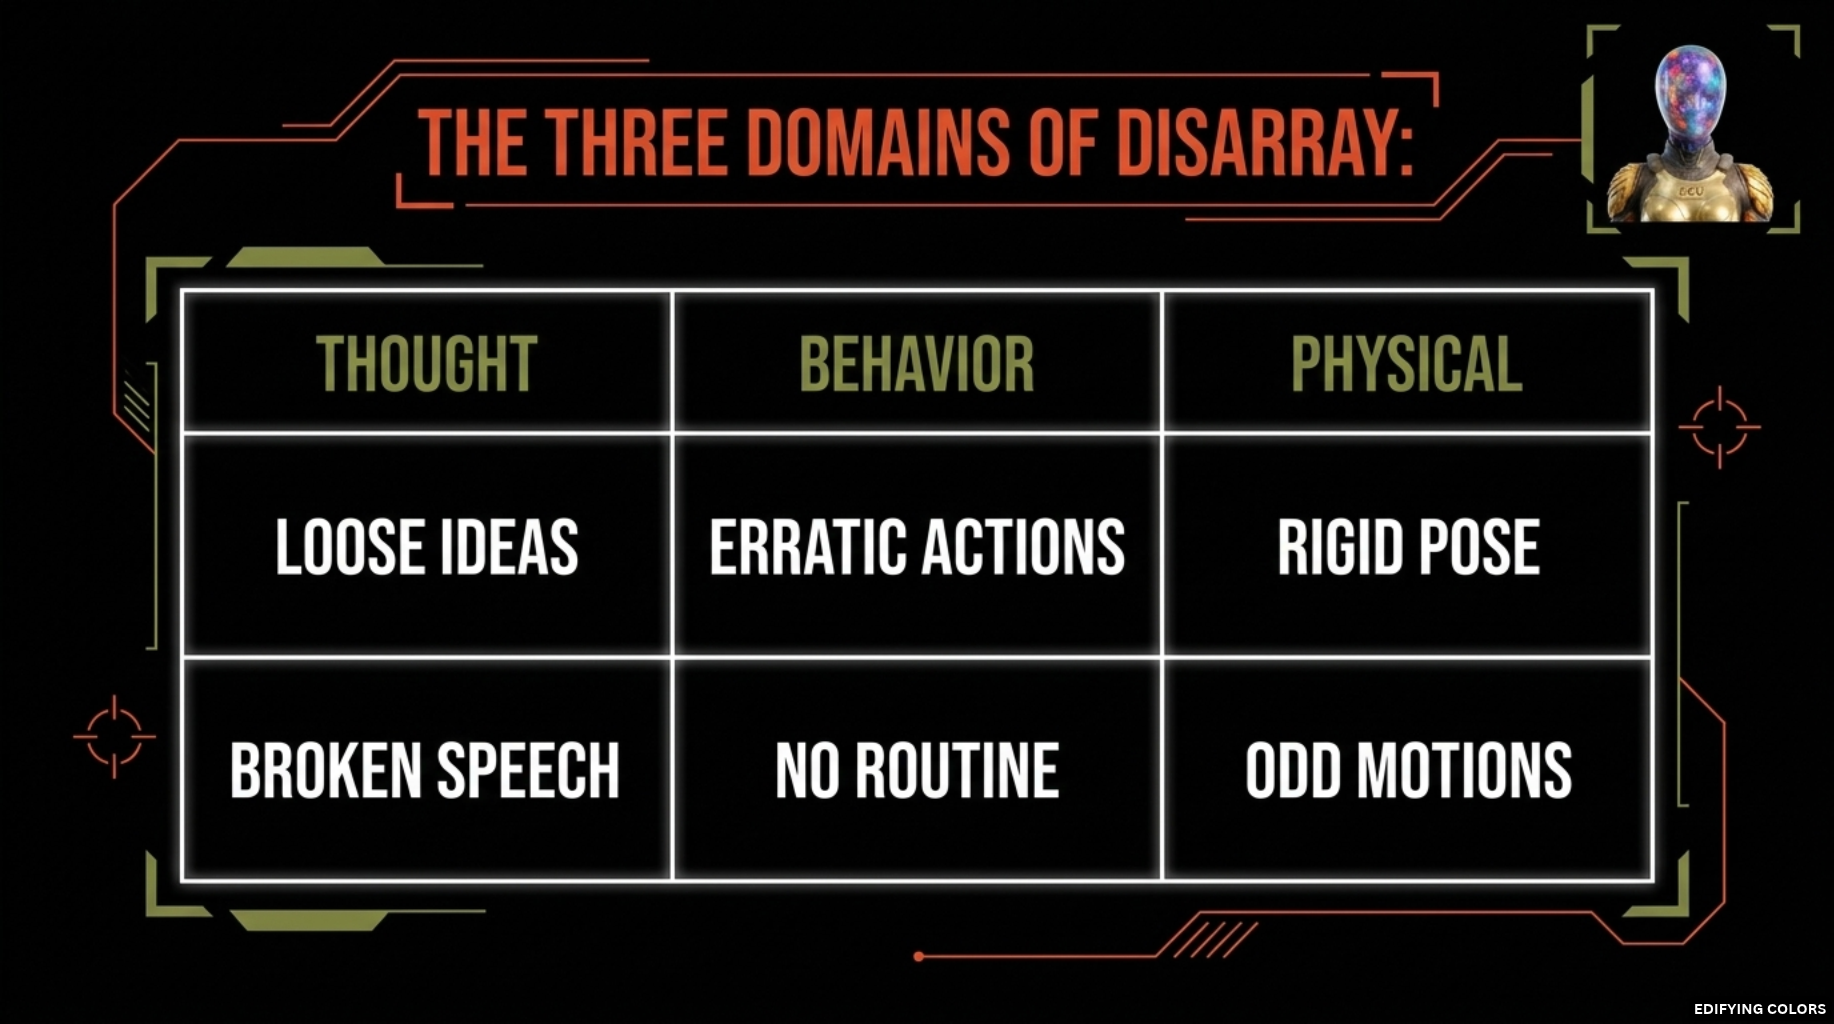 THE THREE DOMAINS OF DISARRAY:
ECU
THOUGHT
BEHAVIOR
PHYSICAL
LOOSE IDEAS
ERRATIC ACTIONS
RIGID POSE
BROKEN SPEECH
NO ROUTINE
ODD MOTIONS
EDIFYING COLORS